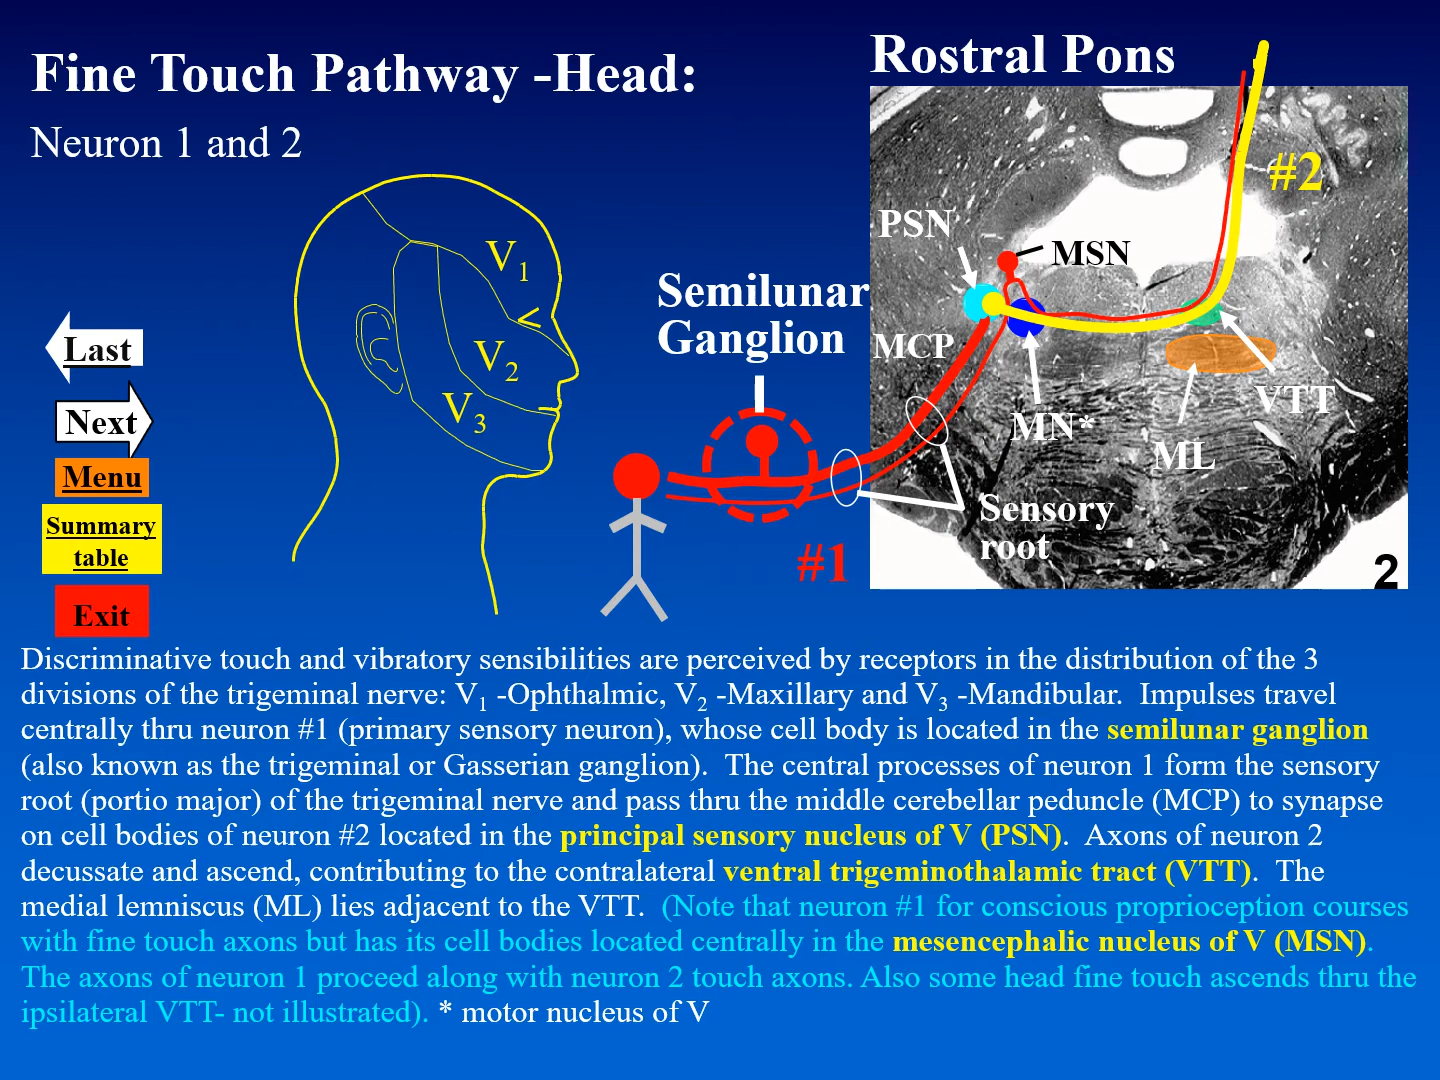 Fine Touch Pathway -Head:
Neuron 1 and 2
Rostral Pons
#2
PSN
MSN
V1
V2
V3
Semilunar
Ganglion
MCP
MN*
VTT
ML
Sensory
root
#1
2
Last
Next
Menu
Summary
table
Exit
Discriminative touch and vibratory sensibilities are perceived by receptors in the distribution of the 3
divisions of the trigeminal nerve: V1 -Ophthalmic, V2 -Maxillary and V3 -Mandibular. Impulses travel
centrally thru neuron #1 (primary sensory neuron), whose cell body is located in the semilunar ganglion
(also known as the trigeminal or Gasserian ganglion). The central processes of neuron 1 form the sensory
root (portio major) of the trigeminal nerve and pass thru the middle cerebellar peduncle (MCP) to synapse
on cell bodies of neuron #2 located in the principal sensory nucleus of V (PSN). Axons of neuron 2
decussate and ascend, contributing to the contralateral ventral trigeminothalamic tract (VTT). The
medial lemniscus (ML) lies adjacent to the VTT. (Note that neuron #1 for conscious proprioception courses
with fine touch axons but has its cell bodies located centrally in the mesencephalic nucleus of V (MSN).
The axons of neuron 1 proceed along with neuron 2 touch axons. Also some head fine touch ascends thru the
ipsilateral VTT- not illustrated). * motor nucleus of V